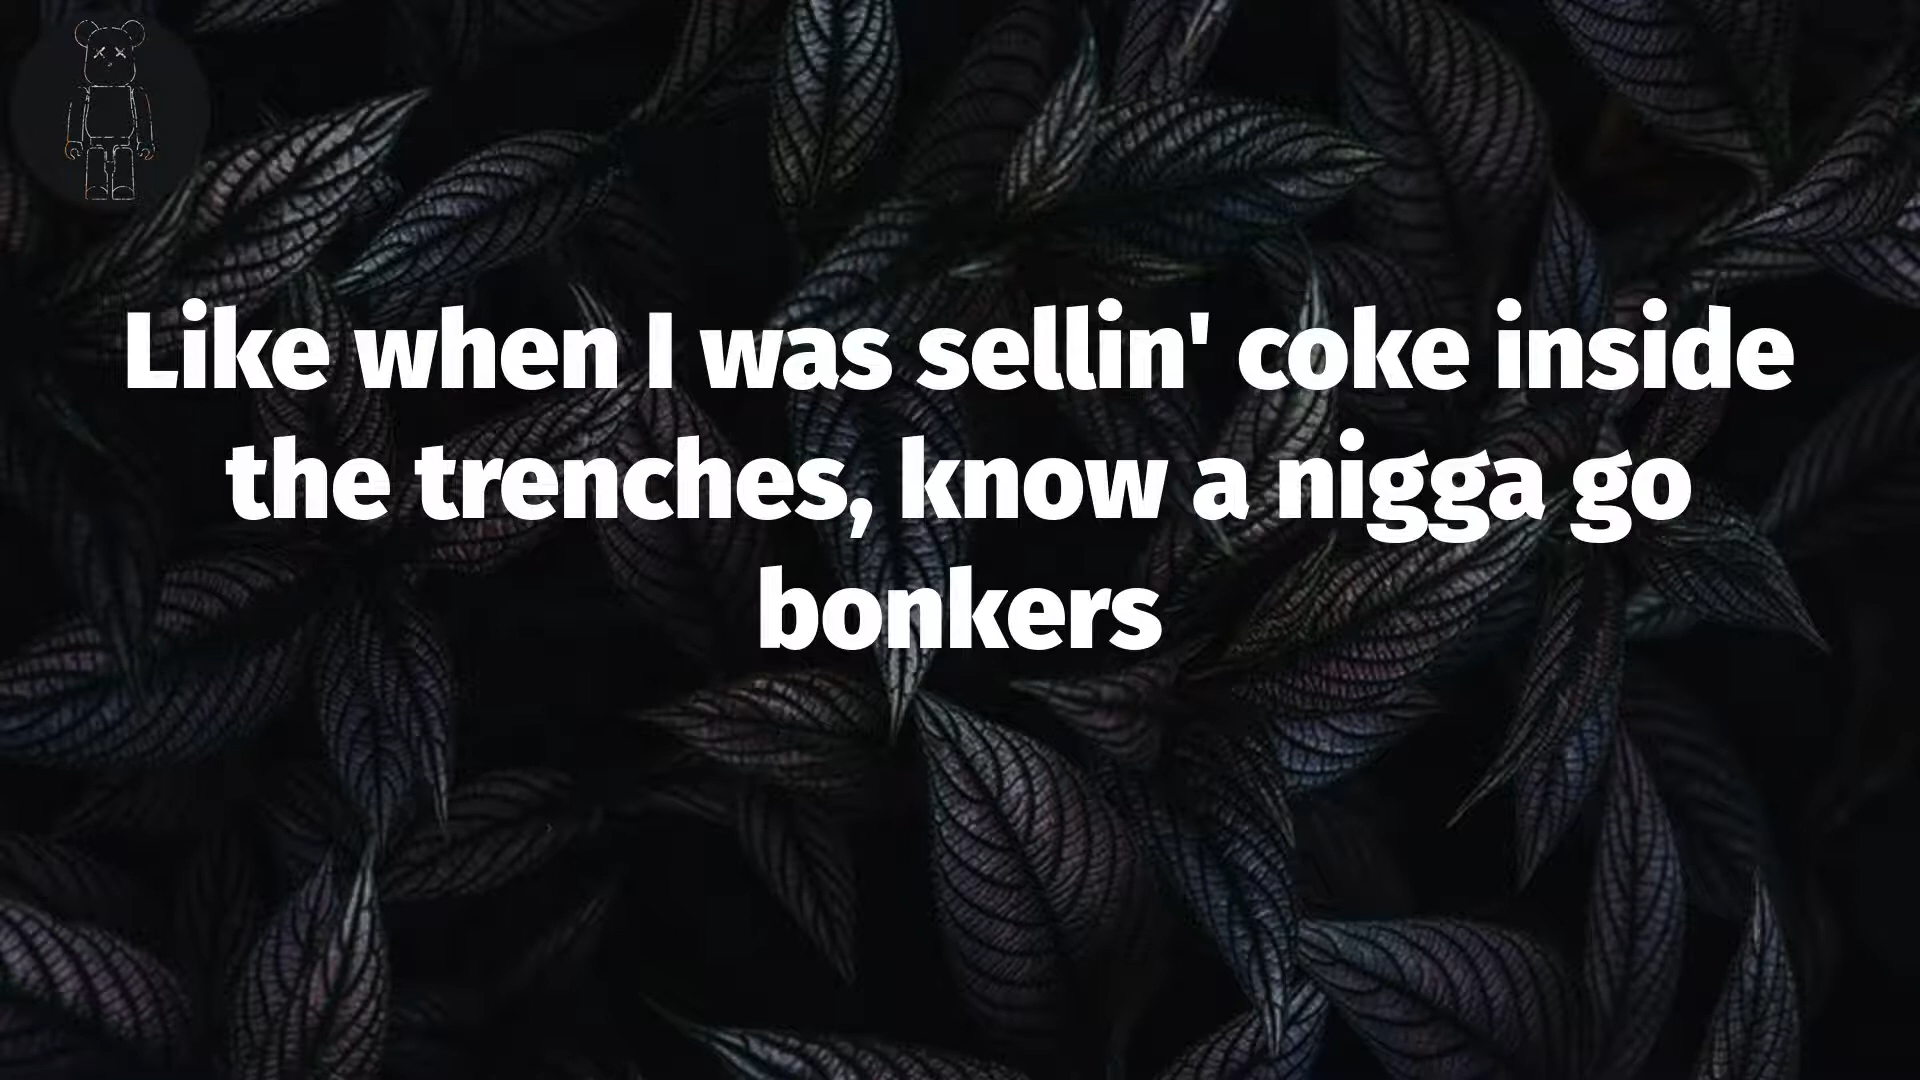 Like when I was sellin' coke inside
the trenches, know a nigga go
bonkers